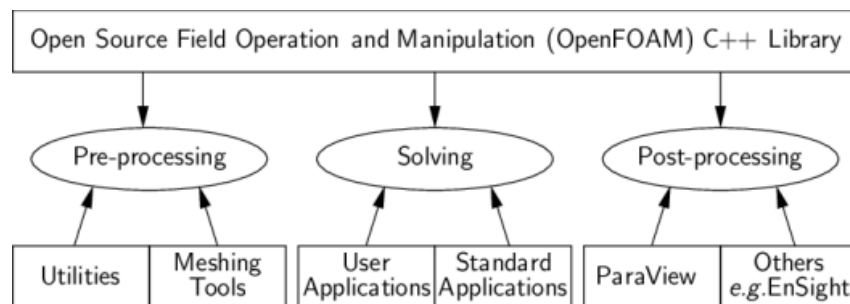 Open Source Field Operation and Manipulation (OpenFOAM) C++ Library
Pre-processing
Solving
Post-processing
Utilities
Meshing
Tools
User
Applications
Standard
Applications
ParaView
Others
e.g.EnSight